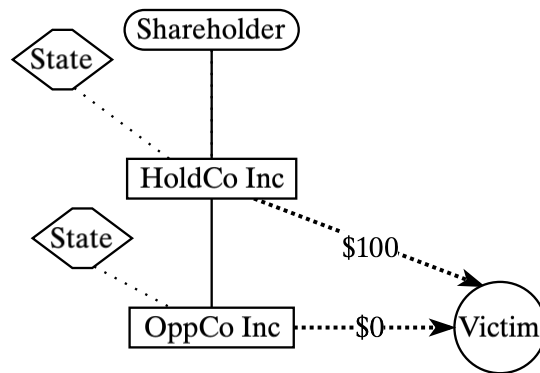 Shareholder
State
HoldCo Inc
State
$100
OppCo Inc
$0
Victim